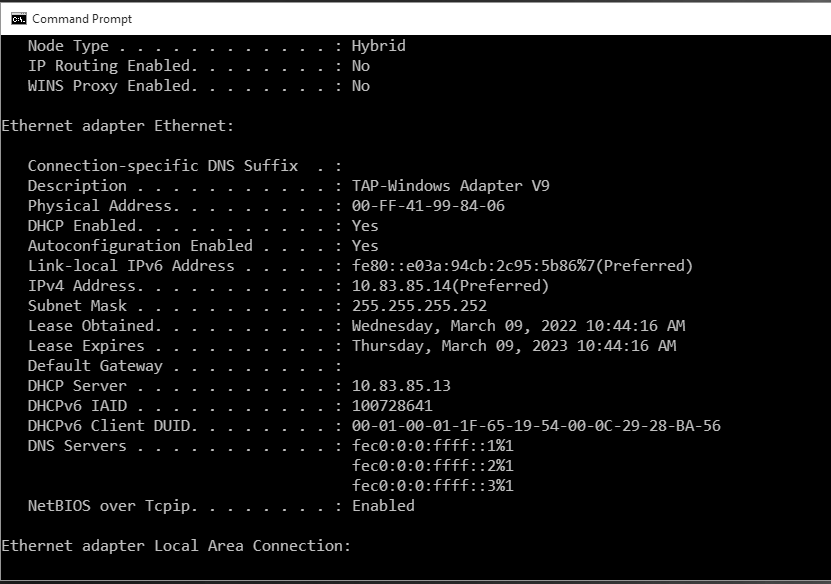 Command Prompt
Node Type . . . . . . . . . . . . : Hybrid
IP Routing Enabled. . . . . . . . : No
WINS Proxy Enabled. . . . . . . . : No
Ethernet adapter Ethernet:
Connection-specific DNS Suffix  . :
Description . . . . . . . . . . . : TAP-Windows Adapter V9
Physical Address. . . . . . . . . : 00-FF-41-99-84-06
DHCP Enabled. . . . . . . . . . . : Yes
Autoconfiguration Enabled . . . . : Yes
Link-local IPv6 Address . . . . . : fe80::e03a:94cb:2c95:5b86%7(Preferred)
IPv4 Address. . . . . . . . . . . : 10.83.85.14(Preferred)
Subnet Mask . . . . . . . . . . . : 255.255.255.252
Lease Obtained. . . . . . . . . . : Wednesday, March 09, 2022 10:44:16 AM
Lease Expires . . . . . . . . . . : Thursday, March 09, 2023 10:44:16 AM
Default Gateway . . . . . . . . . :
DHCP Server . . . . . . . . . . . : 10.83.85.13
DHCPv6 IAID . . . . . . . . . . . : 100728641
DHCPv6 Client DUID. . . . . . . . : 00-01-00-01-1F-65-19-54-00-0C-29-28-BA-56
DNS Servers . . . . . . . . . . . : fec0:0:0:ffff::1%1
fec0:0:0:ffff::2%1
fec0:0:0:ffff::3%1
NetBIOS over Tcpip. . . . . . . . : Enabled
Ethernet adapter Local Area Connection: